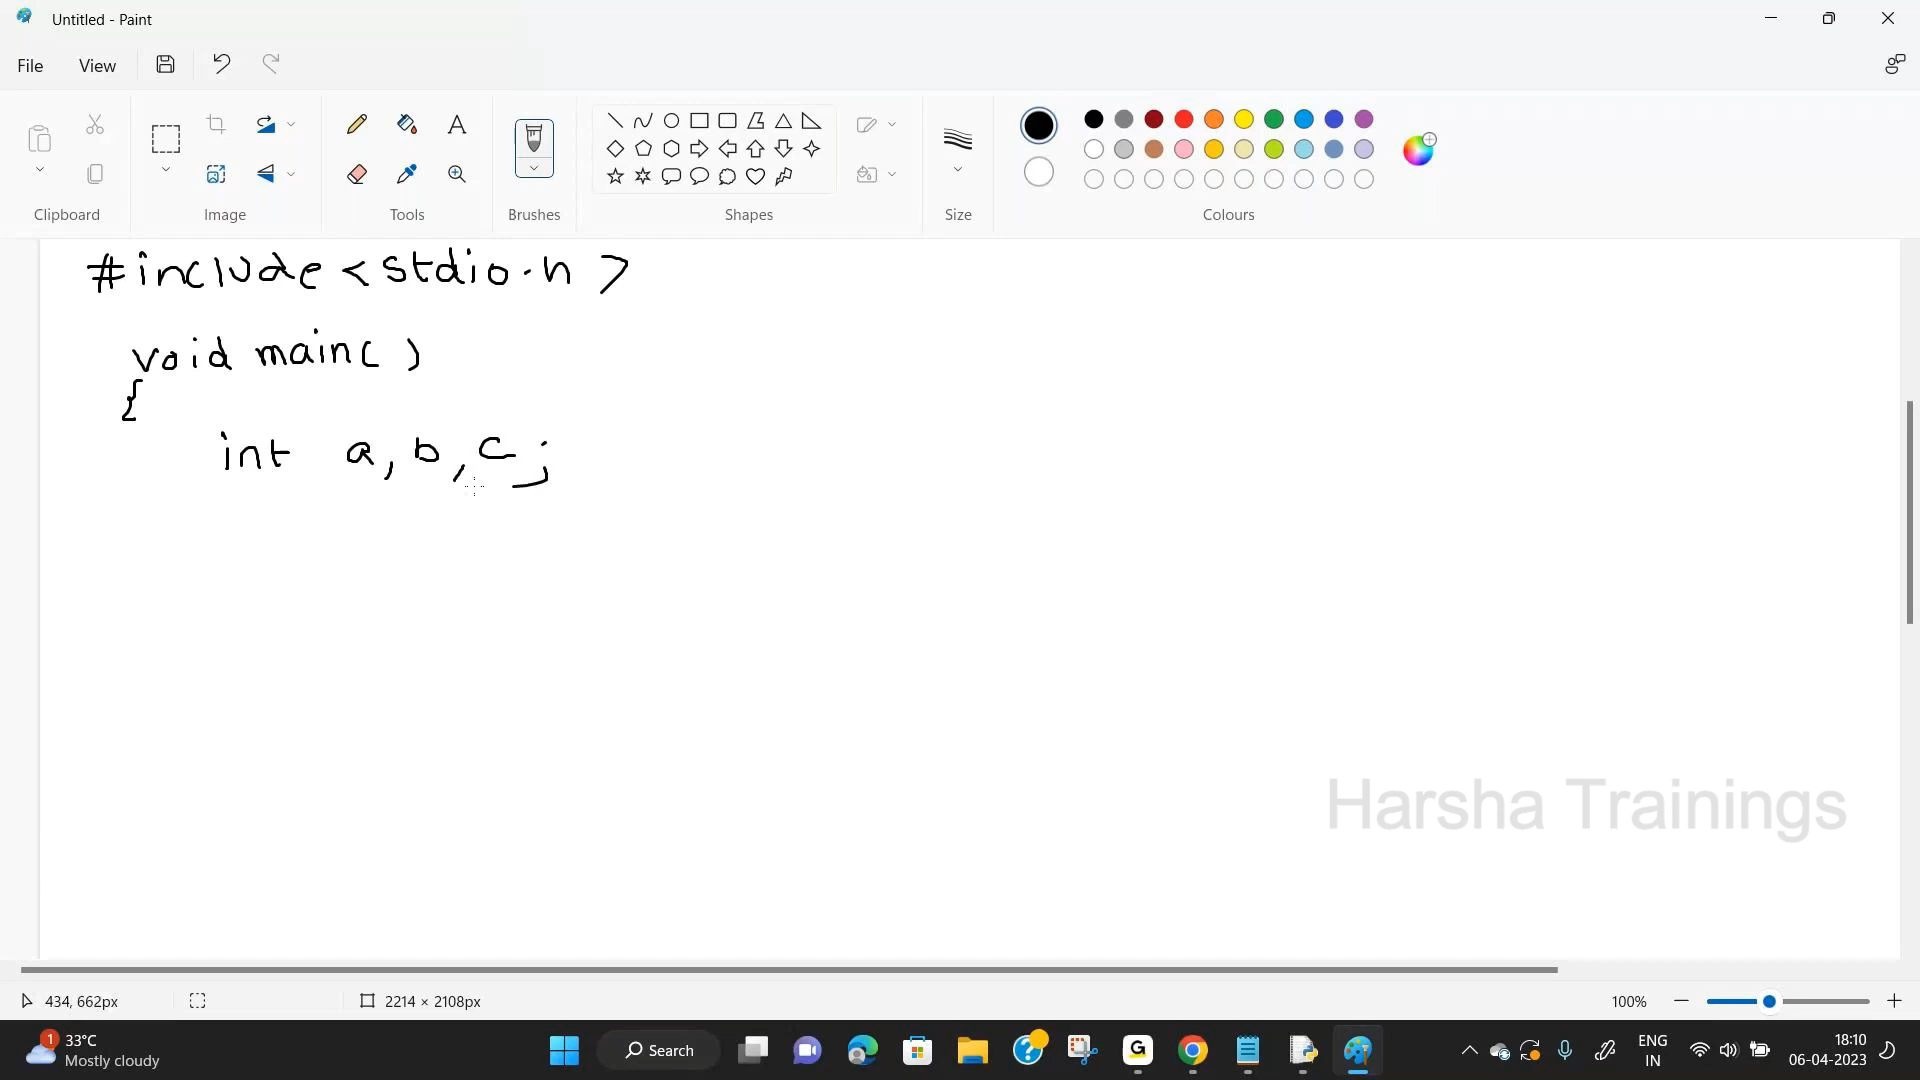 Untitled - Paint
File View
Clipboard Image Tools Brushes Shapes Size Colours
#include <stdio.h>
void main()
{
int a, b, c;
Harsha Trainings
434, 662px 2214 × 2108px 100%
1 33°C
Mostly cloudy
Search
ENG
IN
18:10
06-04-2023